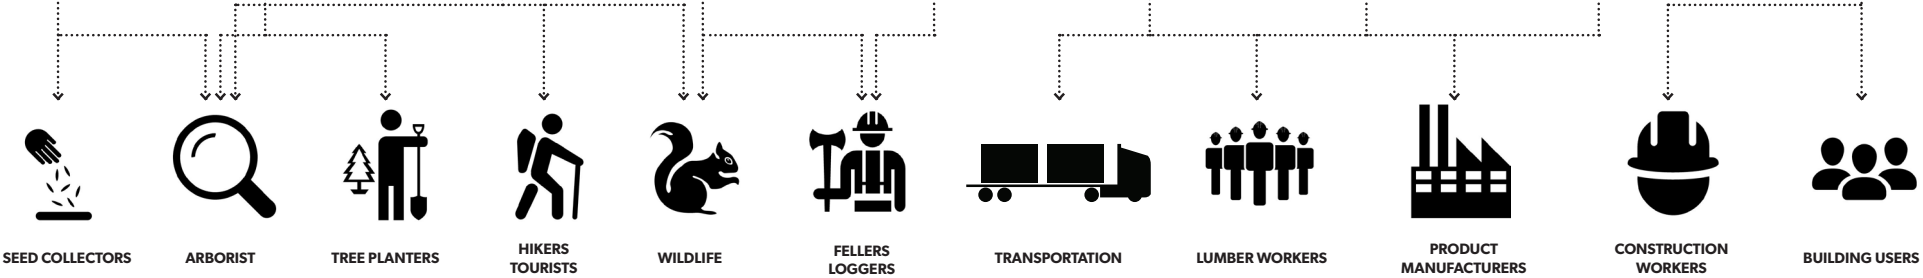 SEED COLLECTORS
ARBORIST
TREE PLANTERS
HIKERS
TOURISTS
WILDLIFE
FELLERS
LOGGERS
TRANSPORTATION
LUMBER WORKERS
PRODUCT
MANUFACTURERS
CONSTRUCTION
WORKERS
BUILDING USERS